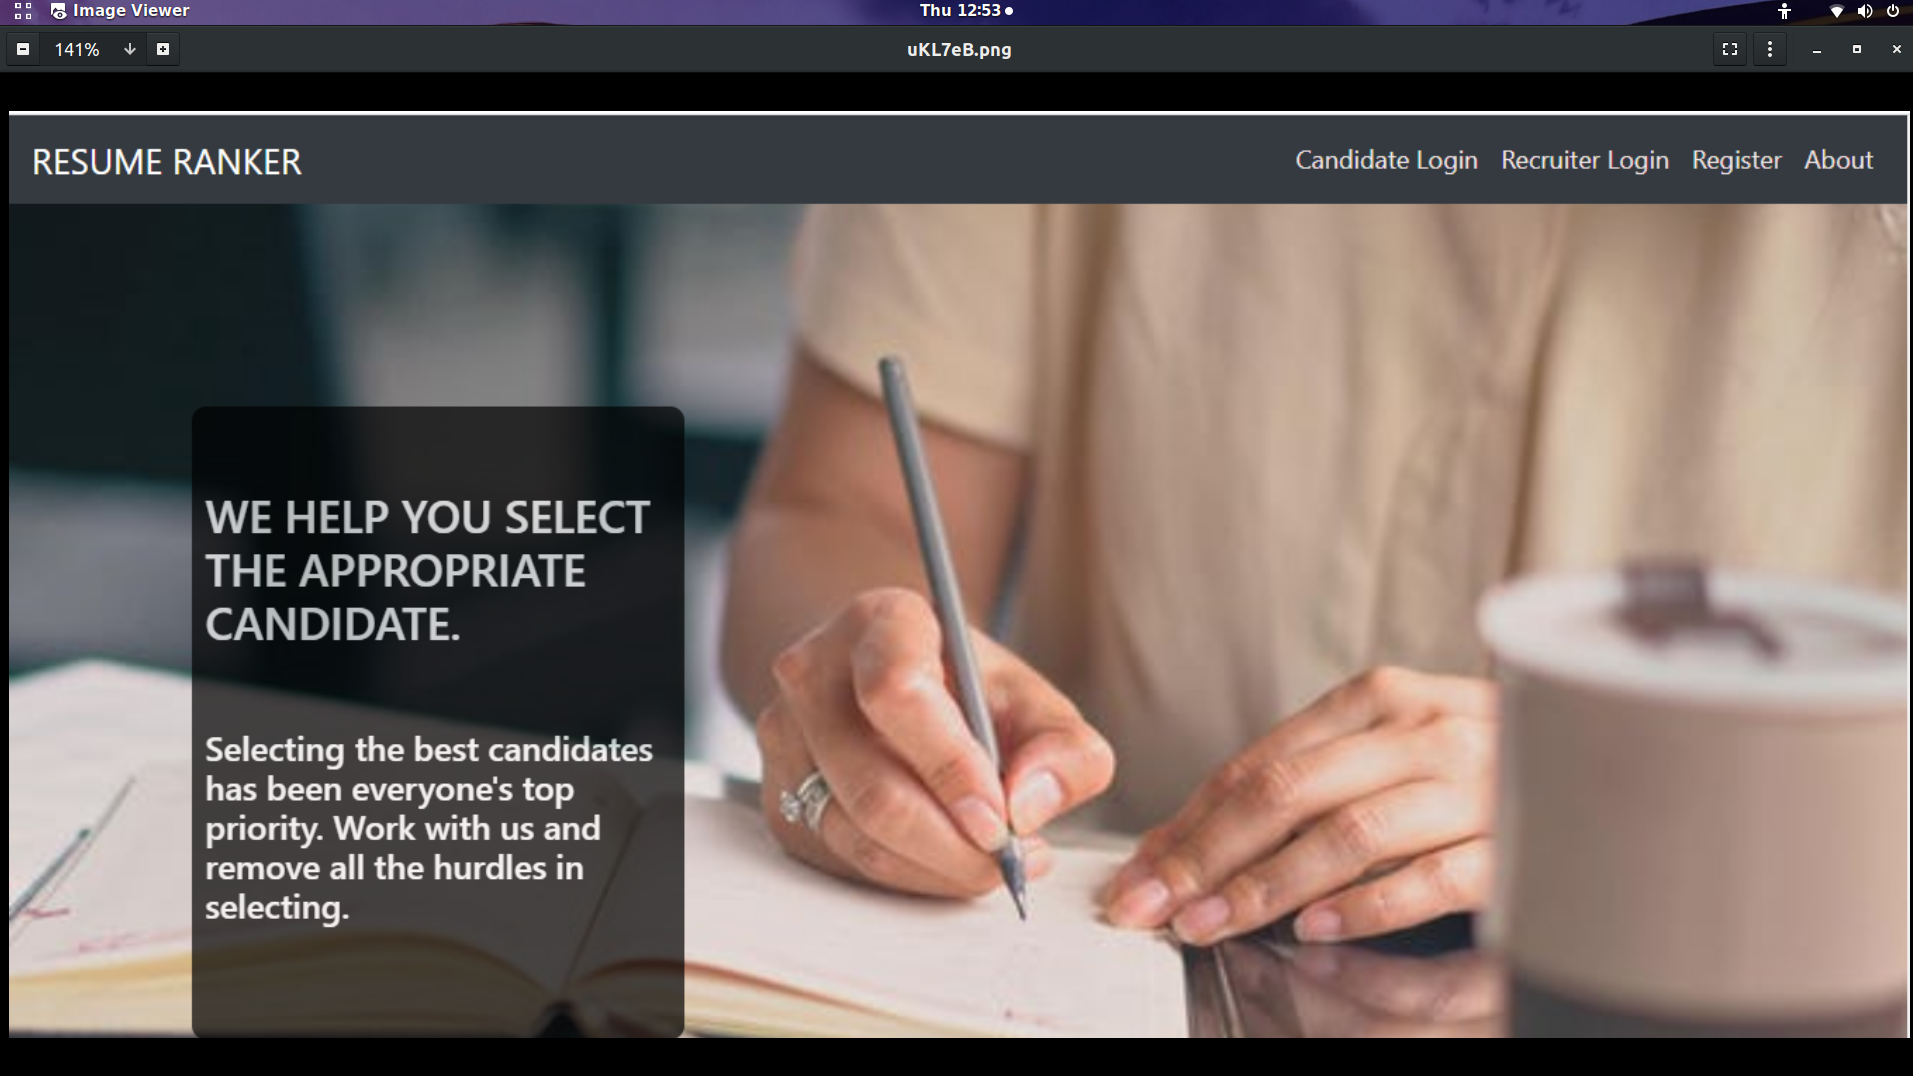 Image Viewer
Thu 12:53
141%
uKL7eB.png
RESUME RANKER
Candidate Login Recruiter Login Register About
WE HELP YOU SELECT
THE APPROPRIATE
CANDIDATE.
Selecting the best candidates
has been everyone's top
priority. Work with us and
remove all the hurdles in
selecting.